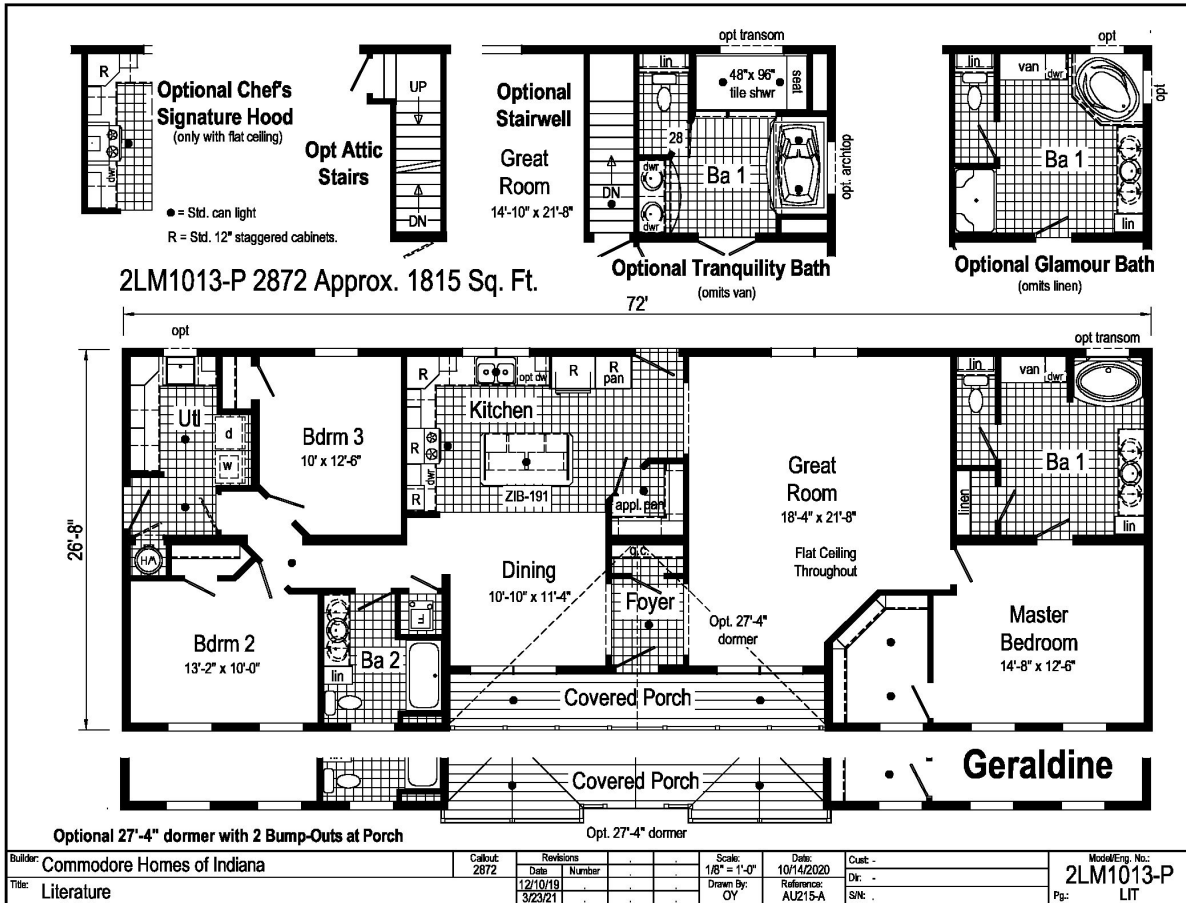 opt transom
opt
R
Optional Chef's
Signature Hood
(only with flat ceiling)
dwr
● = Std. can light
R = Std. 12" staggered cabinets.
UP
Opt Attic
Stairs
DN
Optional
Stairwell
Great
Room
14'-10" x 21'-8"
DN
lin
48" x 96"
tile shwr
seat
28
dwr
dwr
Ba 1
opt. archtop
Optional Tranquility Bath
(omits van)
van
dwr
opt
Ba 1
lin
Optional Glamour Bath
(omits linen)
2LM1013-P 2872 Approx. 1815 Sq. Ft.
72'
26'-8"
opt
opt transom
Utl
d
w
Bdrm 3
10' x 12'-6"
R
opt dw
R
R
pan
Kitchen
R
dwr
R
ZIB-191
appl. pan
Great
Room
18'-4" x 21'-8"
Flat Ceiling
Throughout
lin
van
dwr
Ba 1
linen
lin
HW
Dining
10'-10" x 11'-4"
g.c.
Foyer
Opt. 27'-4"
dormer
Bdrm 2
13'-2" x 10'-0"
F
Ba 2
lin
Master
Bedroom
14'-8" x 12'-6"
Covered Porch
Covered Porch
Geraldine
Optional 27'-4" dormer with 2 Bump-Outs at Porch
Opt. 27'-4" dormer
Builder: Commodore Homes of Indiana
Title: Literature
Callout:
2872
Revisions
Date Number
12/10/19
3/23/21
Scale:
1/8" = 1'-0"
Drawn By:
OY
Date:
10/14/2020
Reference:
AU215-A
Cust: -
Dir: -
S/N: .
Model/Eng. No.:
2LM1013-P
Pg.: LIT